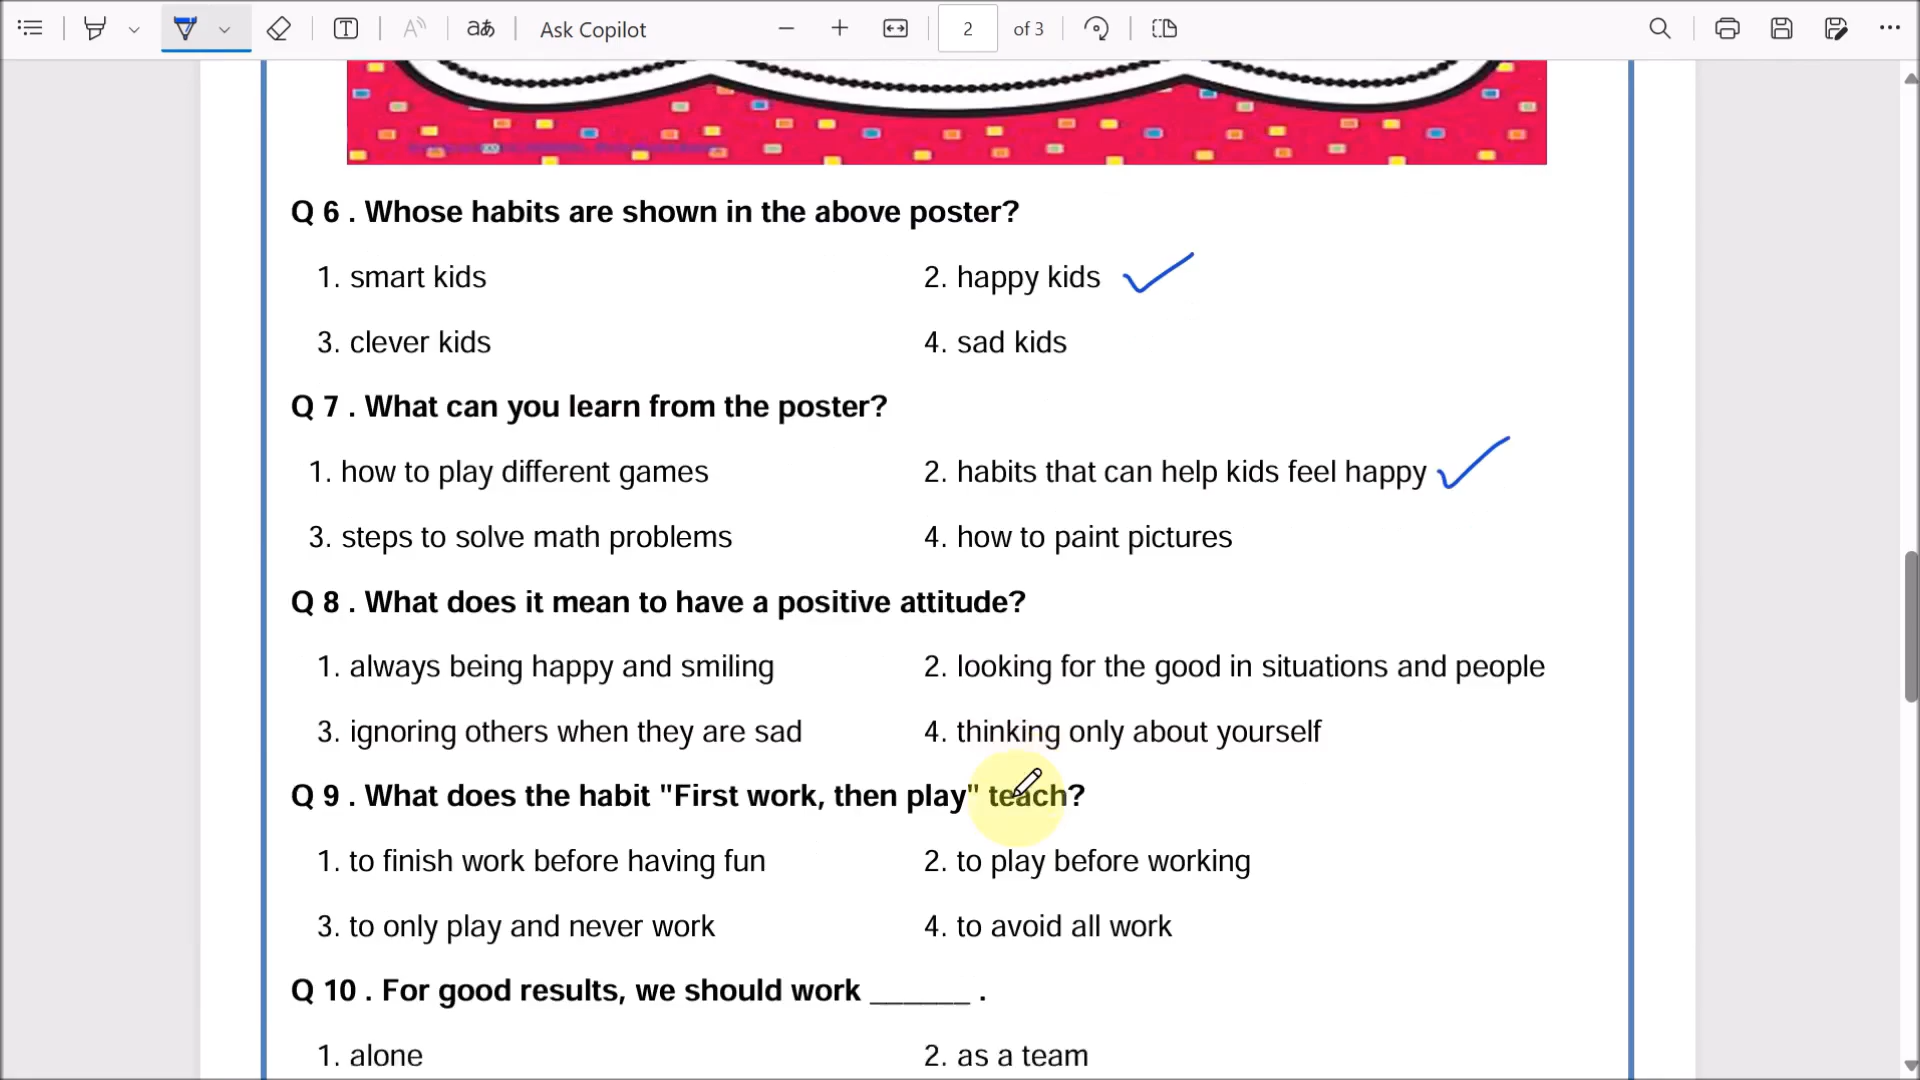 Ask Copilot
2
of 3
Q 6 . Whose habits are shown in the above poster?
1. smart kids
2. happy kids
3. clever kids
4. sad kids
Q 7 . What can you learn from the poster?
1. how to play different games
2. habits that can help kids feel happy
3. steps to solve math problems
4. how to paint pictures
Q 8 . What does it mean to have a positive attitude?
1. always being happy and smiling
2. looking for the good in situations and people
3. ignoring others when they are sad
4. thinking only about yourself
Q 9 . What does the habit "First work, then play" teach?
1. to finish work before having fun
2. to play before working
3. to only play and never work
4. to avoid all work
Q 10 . For good results, we should work ______ .
1. alone
2. as a team